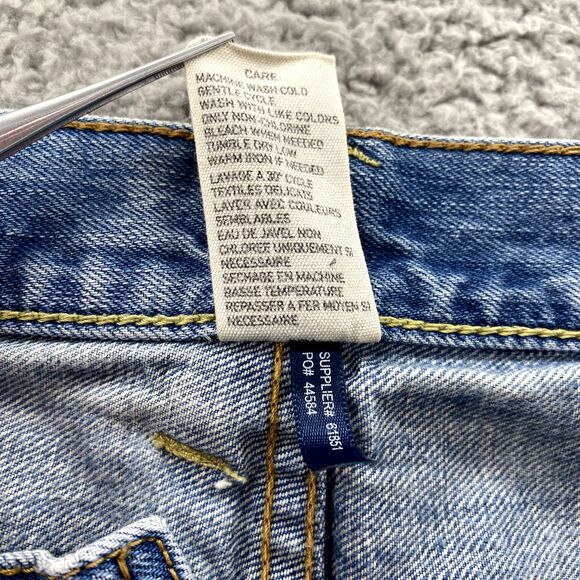 CARE
MACHINE WASH COLD
GENTLE CYCLE
WASH WITH LIKE COLORS
ONLY NON-CHLORINE
BLEACH WHEN NEEDED
TUMBLE DRY LOW
WARM IRON IF NEEDED
LAVAGE A 30° CYCLE
TEXTILES DELICATS
LAVER AVEC COULEURS
SEMBLABLES
EAU DE JAVEL NON
CHLOREE UNIQUEMENT SI
NECESSAIRE
SECHAGE EN MACHINE
BASSE TEMPERATURE
REPASSER A FER MOYEN SI
NECESSAIRE
SUPPLIER# 61851
PO# 44584